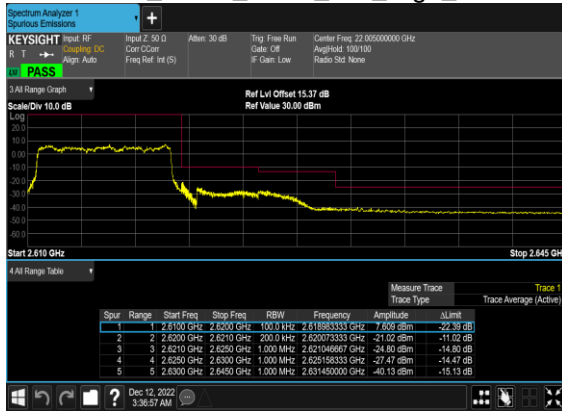 Spectrum Analyzer 1
Spurious Emissions
+
KEYSIGHT Input: RF Input Z: 50 Ω Atten: 30 dB Trig: Free Run Center Freq: 22.005000000 GHz
R T Coupling: DC Corr CCorr Gate: Off Avg|Hold: 100/100
Align: Auto Freq Ref: Int (S) IF Gain: Low Radio Std: None
PASS
3 All Range Graph
Ref Lvl Offset 15.37 dB
Scale/Div 10.0 dB Ref Value 30.00 dBm
Log
20.0
10.0
0.00
-10.0
-20.0
-30.0
-40.0
-50.0
-60.0
Start 2.610 GHz Stop 2.645 GHz
4 All Range Table
Measure Trace Trace 1
Trace Type Trace Average (Active)
Spur Range Start Freq Stop Freq RBW Frequency Amplitude ΔLimit
1 1 2.6100 GHz 2.6200 GHz 100.0 kHz 2.618983333 GHz 7.609 dBm -22.39 dB
2 2 2.6200 GHz 2.6210 GHz 200.0 kHz 2.620073333 GHz -21.02 dBm -11.02 dB
3 3 2.6210 GHz 2.6250 GHz 1.000 MHz 2.621046667 GHz -24.80 dBm -14.80 dB
4 4 2.6250 GHz 2.6300 GHz 1.000 MHz 2.625158333 GHz -27.47 dBm -14.47 dB
5 5 2.6300 GHz 2.6450 GHz 1.000 MHz 2.631450000 GHz -40.13 dBm -15.13 dB
? Dec 12, 2022
3:36:57 AM